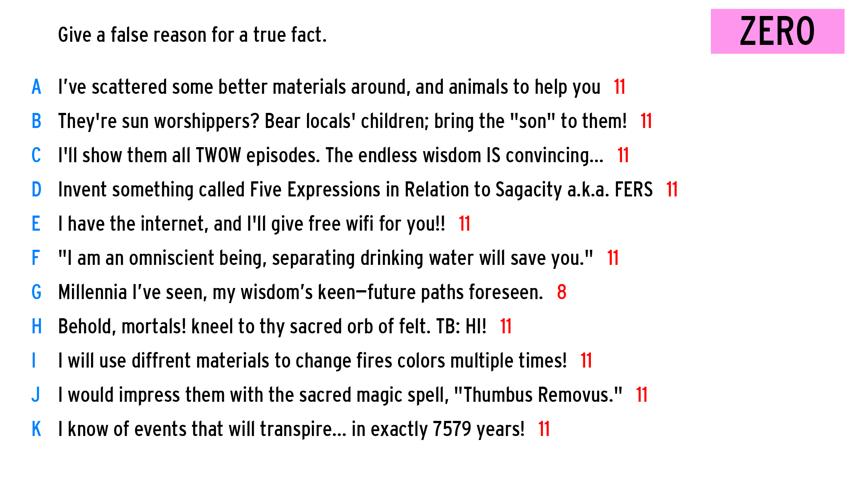 Give a false reason for a true fact.
ZERO
A I've scattered some better materials around, and animals to help you 11
B They're sun worshippers? Bear locals' children; bring the "son" to them! 11
C I'll show them all TWOW episodes. The endless wisdom IS convincing... 11
D Invent something called Five Expressions in Relation to Sagacity a.k.a. FERS 11
E I have the internet, and I'll give free wifi for you!! 11
F "I am an omniscient being, separating drinking water will save you." 11
G Millennia I've seen, my wisdom's keen—future paths foreseen. 8
H Behold, mortals! kneel to thy sacred orb of felt. TB: HI! 11
I I will use diffrent materials to change fires colors multiple times! 11
J I would impress them with the sacred magic spell, "Thumbus Removus." 11
K I know of events that will transpire... in exactly 7579 years! 11